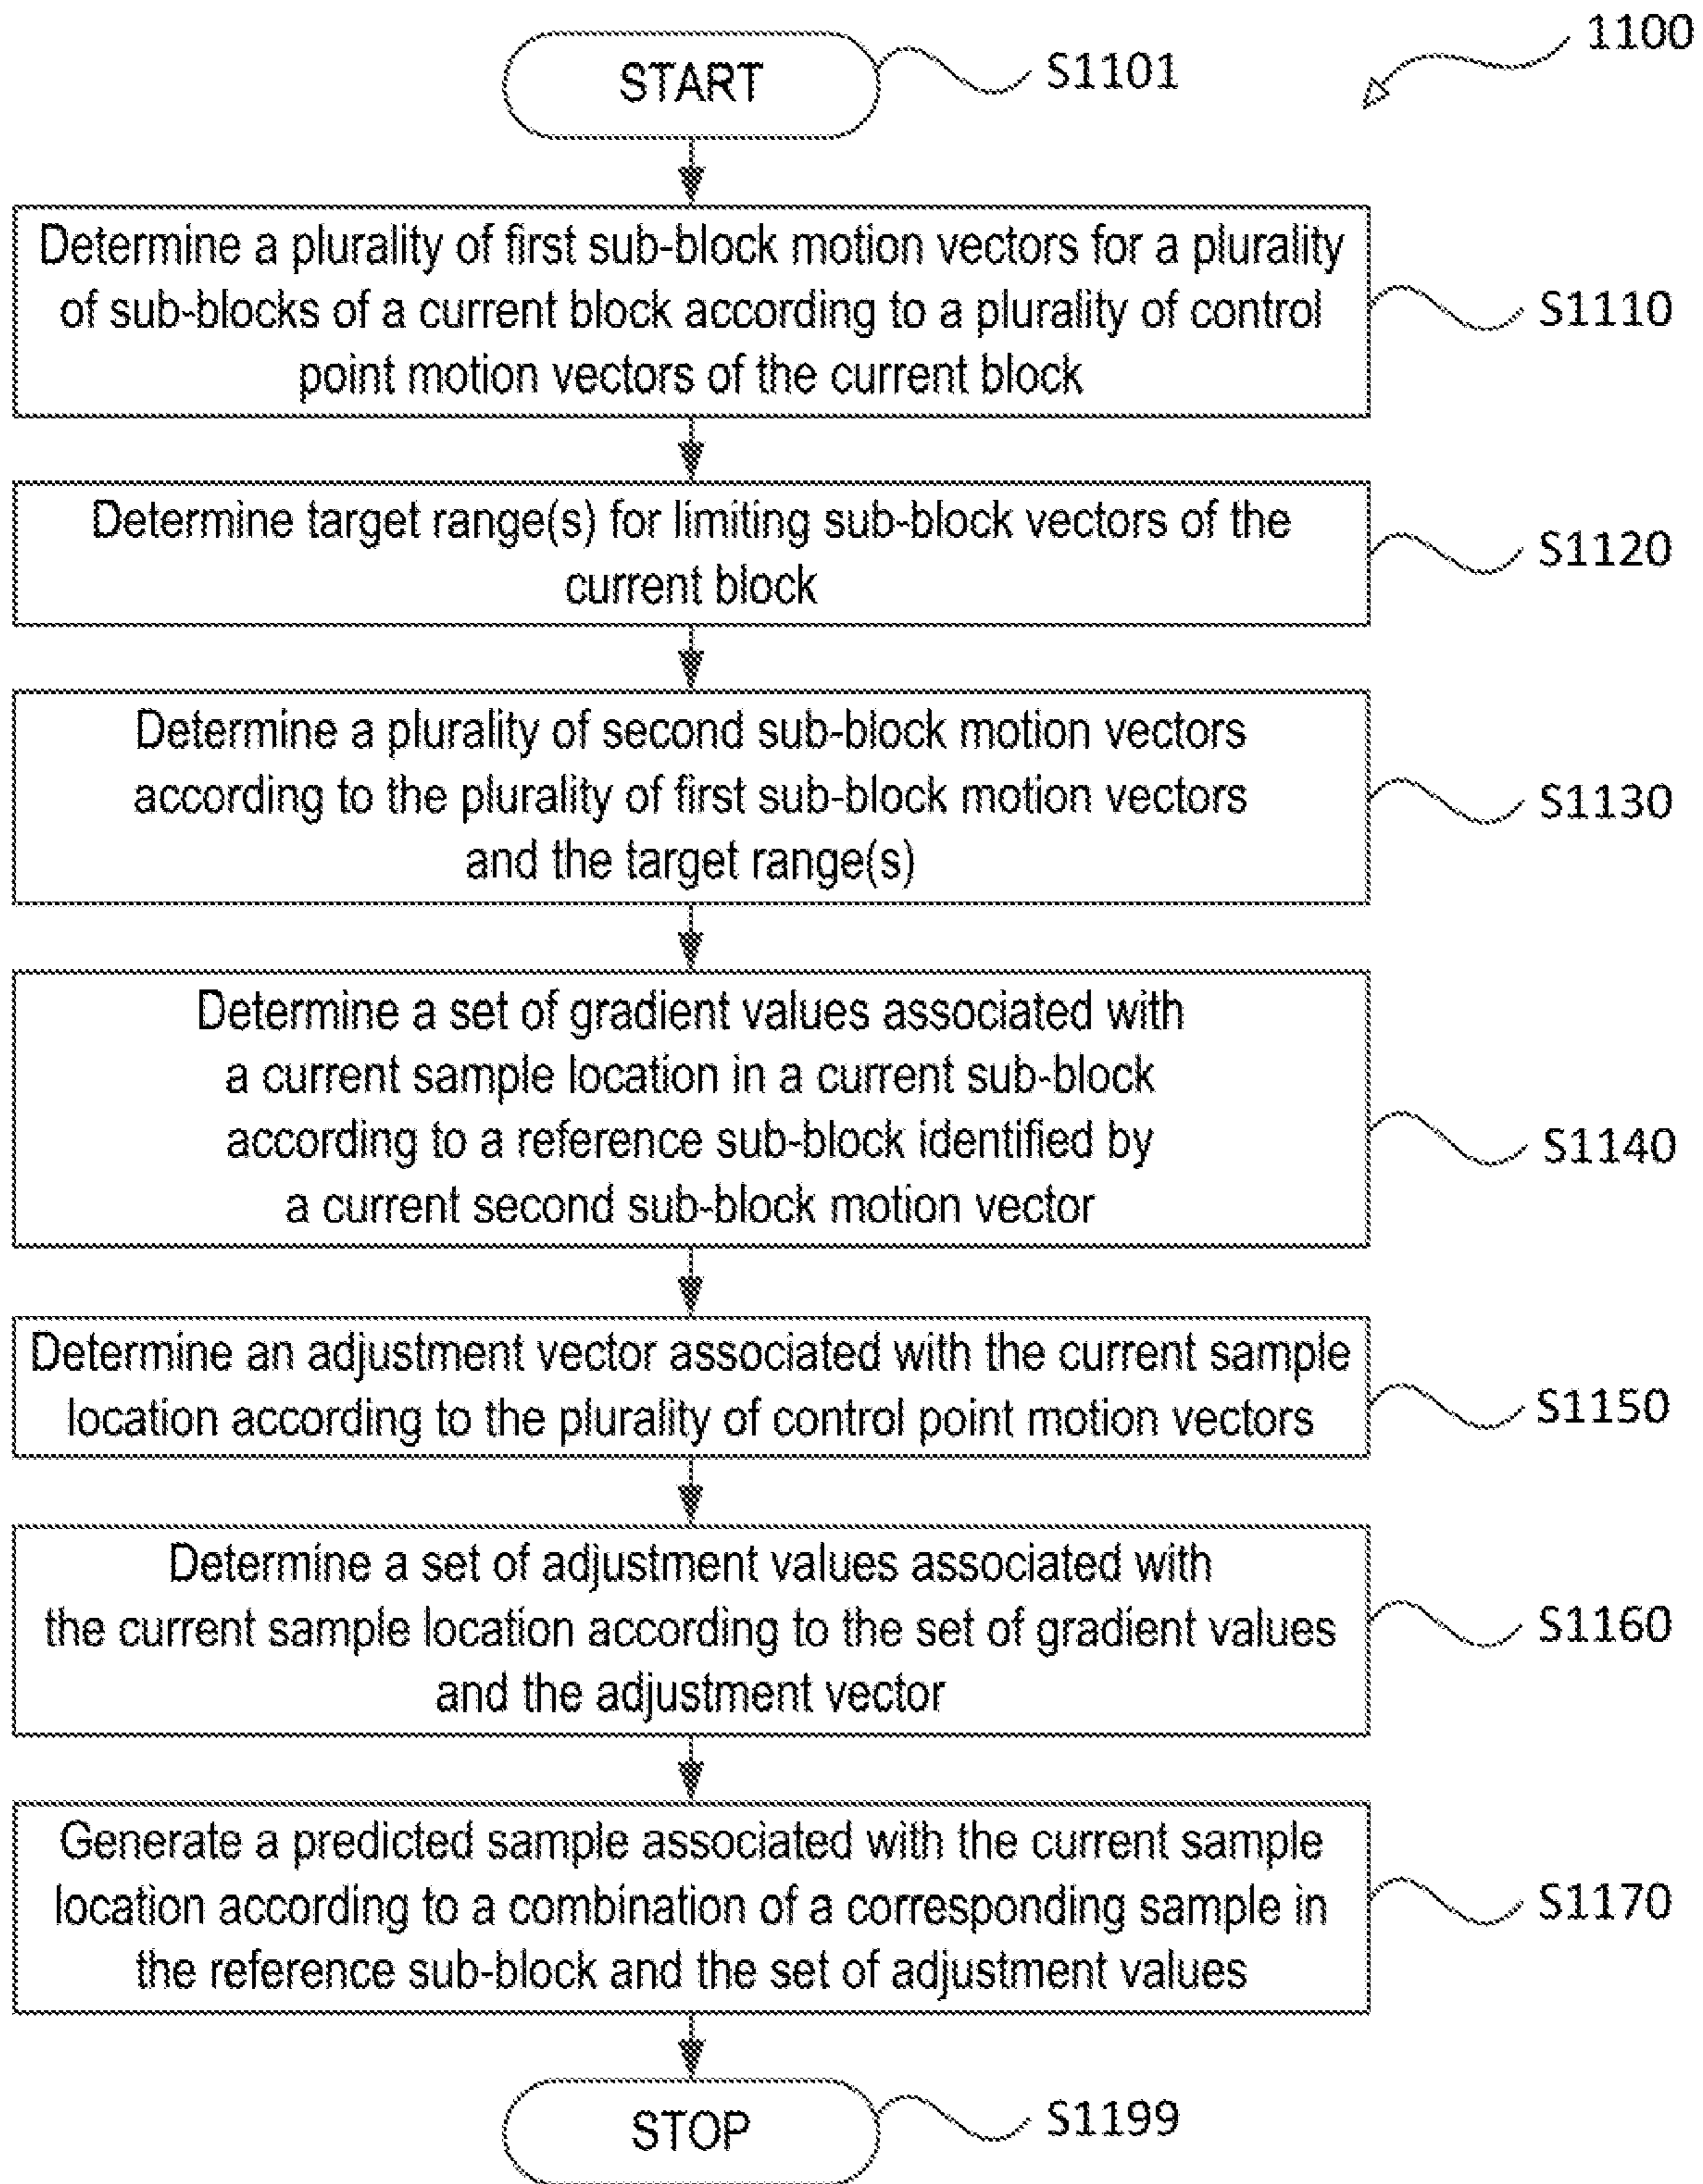 1100
START
S1101
Determine a plurality of first sub-block motion vectors for a plurality
of sub-blocks of a current block according to a plurality of control
point motion vectors of the current block
S1110
Determine target range(s) for limiting sub-block vectors of the
current block
S1120
Determine a plurality of second sub-block motion vectors
according to the plurality of first sub-block motion vectors
and the target range(s)
S1130
Determine a set of gradient values associated with
a current sample location in a current sub-block
according to a reference sub-block identified by
a current second sub-block motion vector
S1140
Determine an adjustment vector associated with the current sample
location according to the plurality of control point motion vectors
S1150
Determine a set of adjustment values associated with
the current sample location according to the set of gradient values
and the adjustment vector
S1160
Generate a predicted sample associated with the current sample
location according to a combination of a corresponding sample in
the reference sub-block and the set of adjustment values
S1170
STOP
S1199